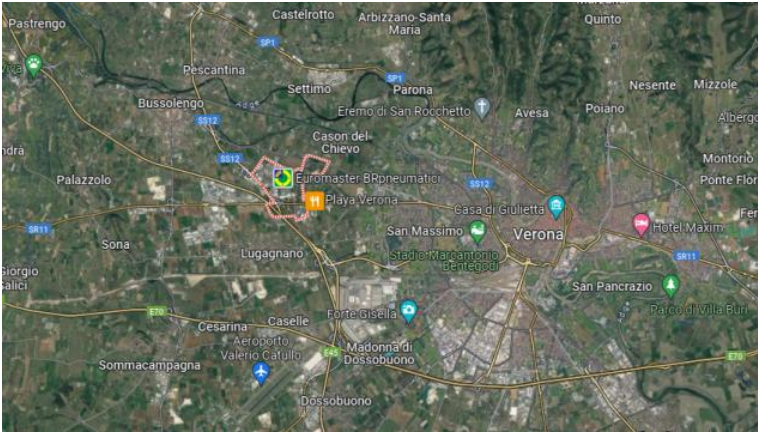 Castelrotto
Arbizzano-Santa
Maria
Quinto
Pastrengo
SP1
Pescantina
Settimo
Parona
SP1
Nesente
Mizzole
Bussolengo
Adige
Eremo di San Rocchetto
Avesa
Poiano
SS12
Cason del
Chievo
Montorio
SS12
Palazzolo
Euromaster BRpneumatici
SS12
Ponte Flor
Playa Verona
Casa di Giulietta
SR11
San Massimo
Verona
Hotel Maxim
Sona
Lugagnano
Stadio Marcantonio
Bentegodi
SR11
Giorgio
Salici
San Pancrazio
E70
Forte Gisella
Parco di Villa Buri
Cesarina
Caselle
Aeroporto
Valerio Catullo
Madonna di
Dossobuono
E45
E70
Sommacampagna
Dossobuono